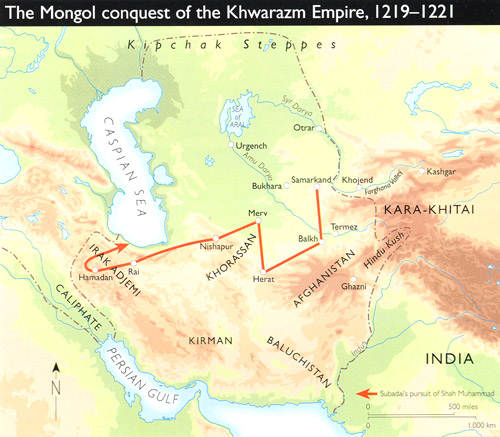 The Mongol conquest of the Khwarazm Empire, 1219–1221
Kipchak Steppes
CASPIAN SEA
SEA of ARAL
Syr Darya
Otrar
Urgench
Amu Darya
Bukhara
Samarkand
Khojend
Farghana Valley
Kashgar
KARA-KHITAI
Merv
Termez
Balkh
Hindu Kush
Nishapur
KHORASSAN
Herat
AFGHANISTAN
Ghazni
IRAK ADJEMI
Hamadan
Rai
CALIPHATE
KIRMAN
BALUCHISTAN
Indus
INDIA
PERSIAN GULF
N
Subadai's pursuit of Shah Muhammad
0 500 miles
0 1,000 km